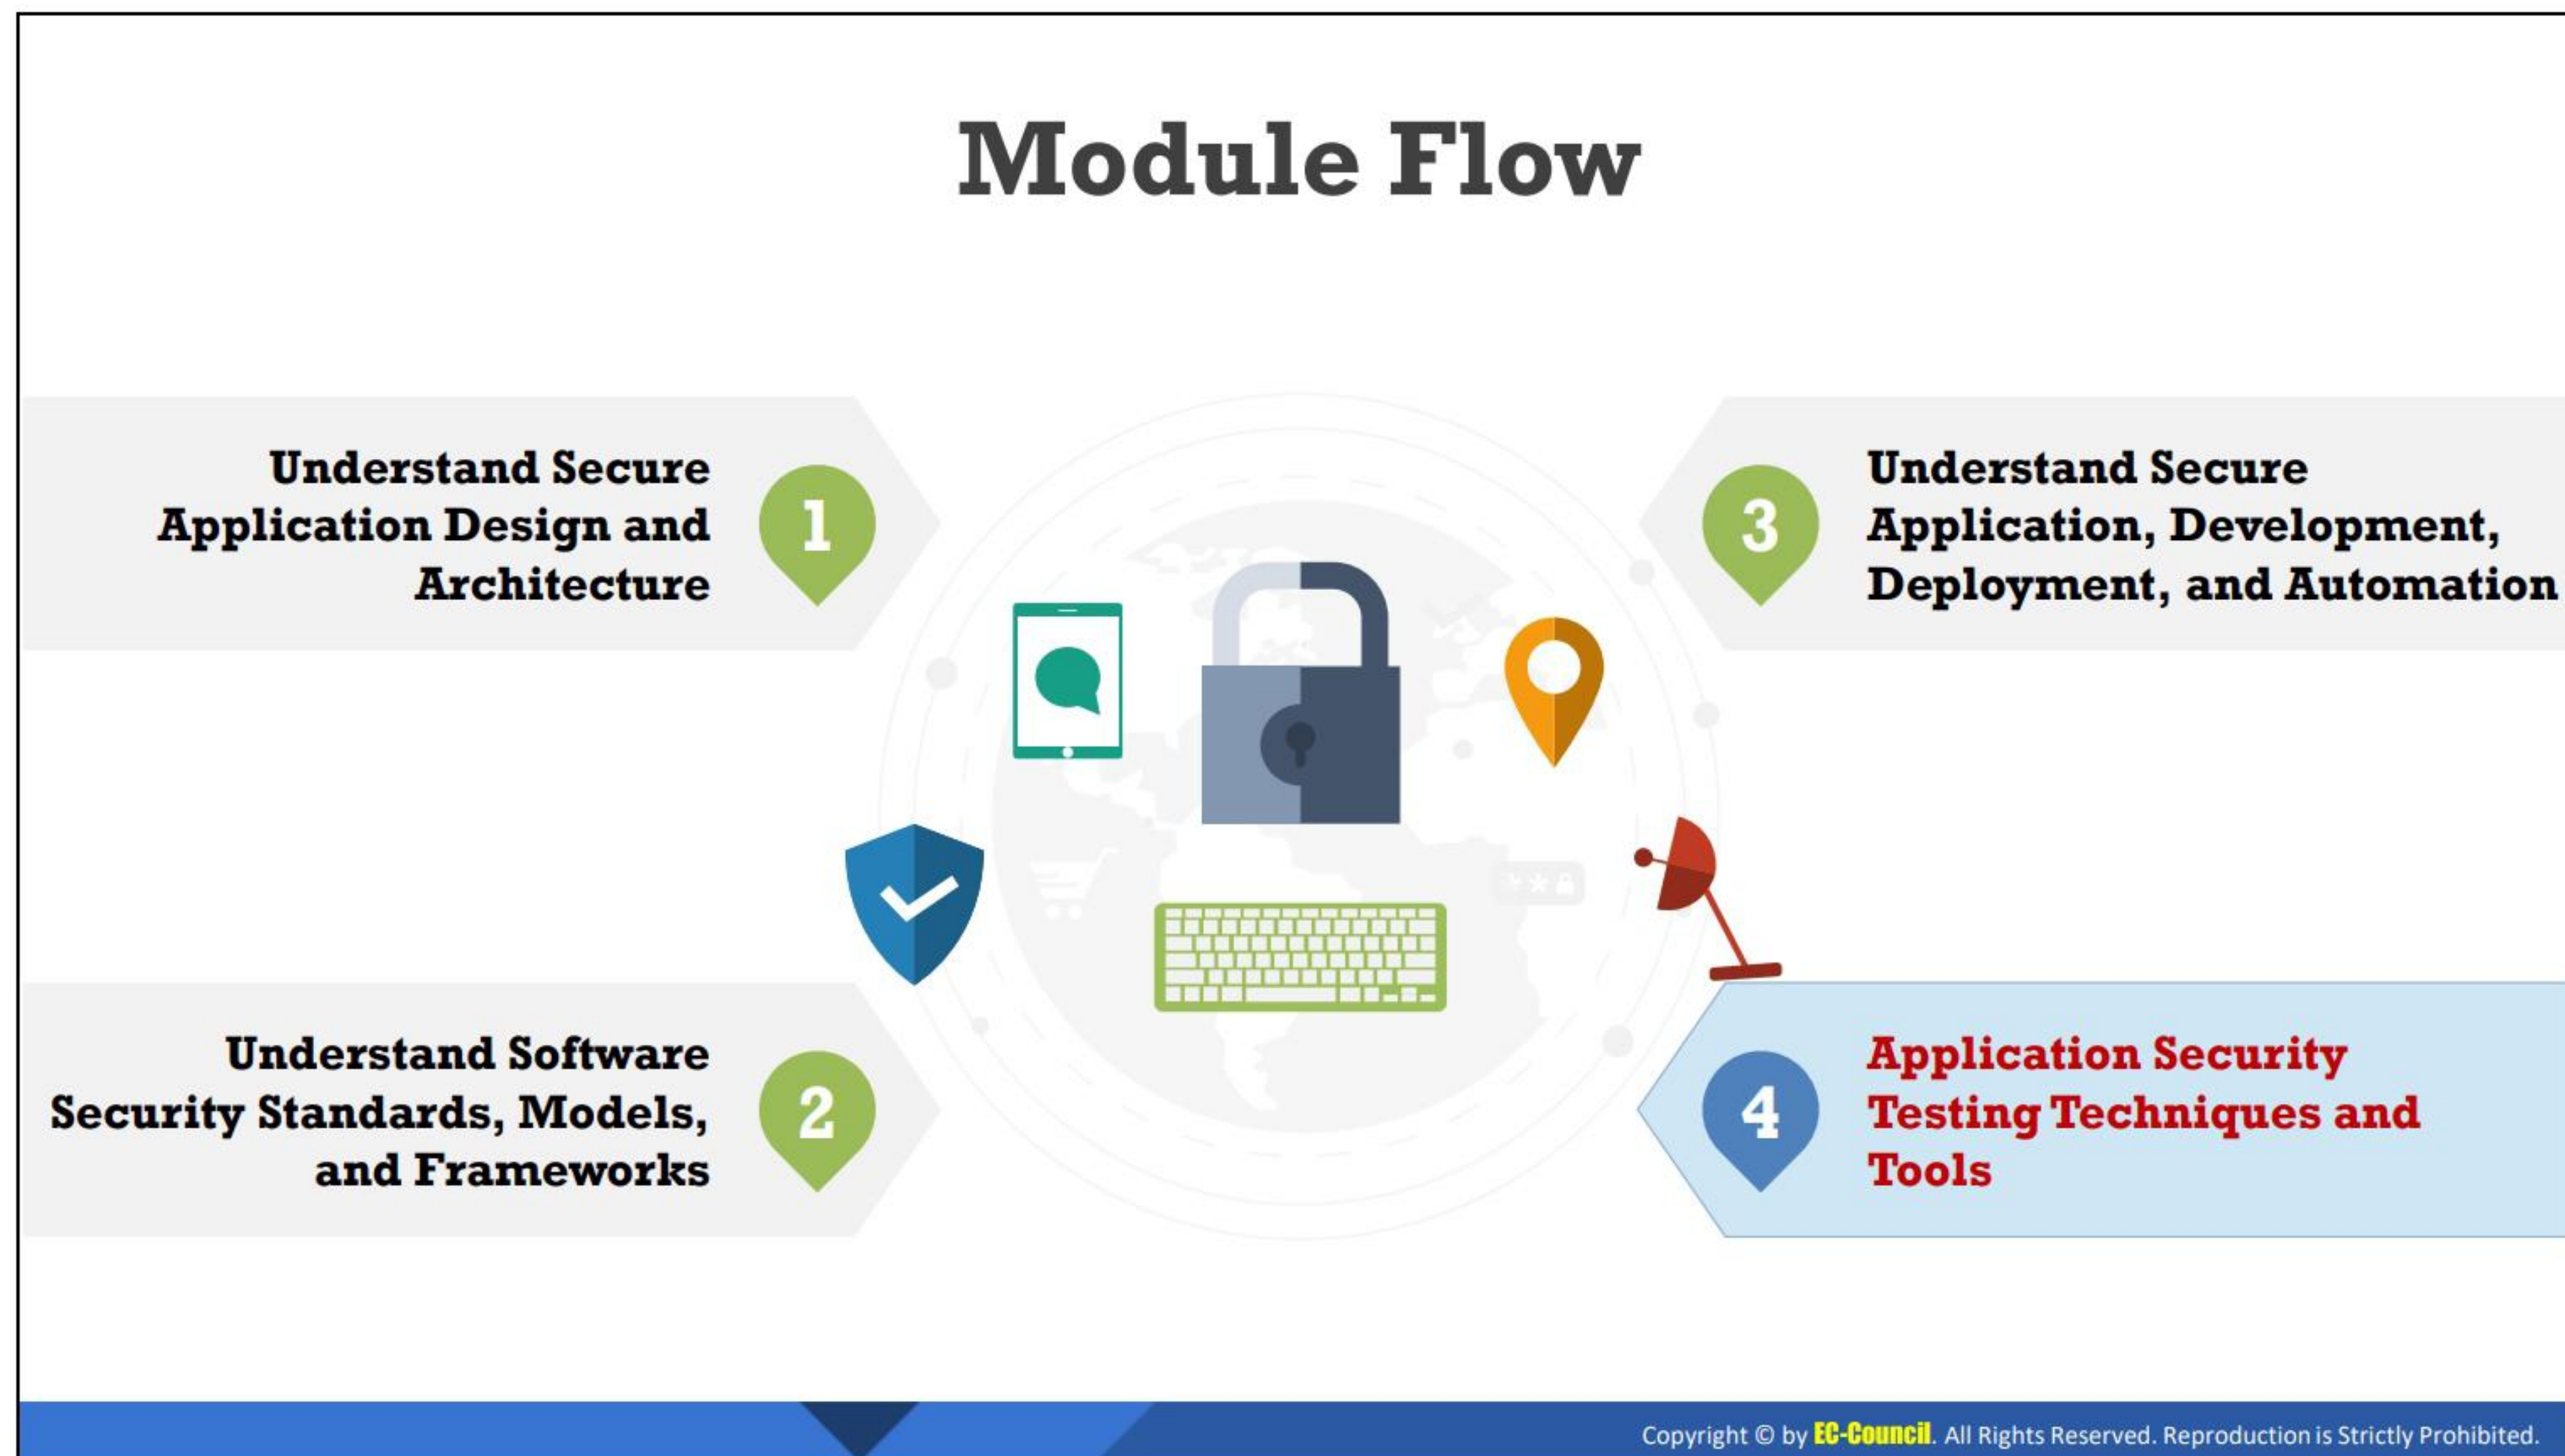 Module Flow
Understand Secure
Application Design and
Architecture
1
Understand Software
Security Standards, Models,
and Frameworks
2
3
Understand Secure
Application, Development,
Deployment, and Automation
4
Application Security
Testing Techniques and
Tools
Copyright © by EC-Council. All Rights Reserved. Reproduction is Strictly Prohibited.